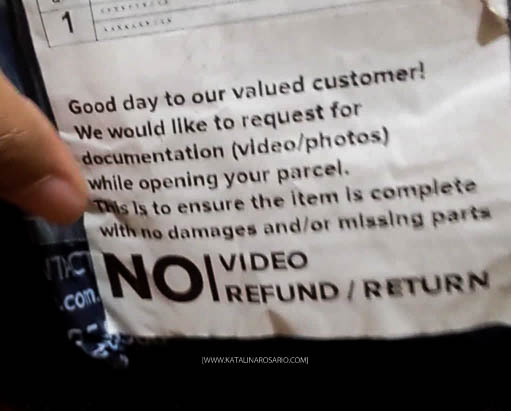 1
Good day to our valued customer!
We would like to request for
documentation (video/photos)
while opening your parcel.
This is to ensure the item is complete
with no damages and/or missing parts
NO VIDEO
REFUND / RETURN
.com.
[WWW.KATALINAROSARIO.COM]